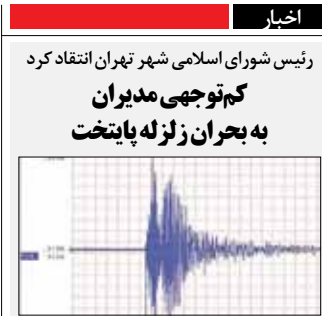 اخبار
رئیس شورای اسلامی شهر تهران انتقاد کرد
کم‌توجهی مدیران
به بحران زلزله پایتخت